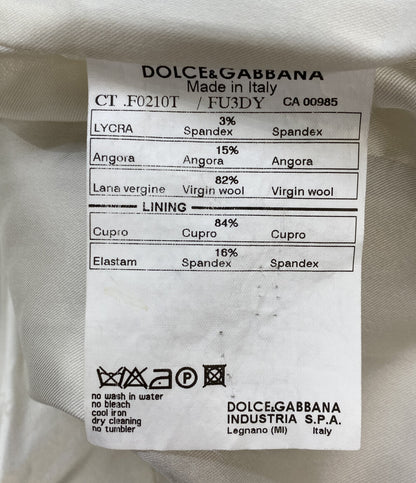 DOLCE&GABBANA
Made in Italy
CT .F0210T / FU3DY CA 00985
3%
LYCRA Spandex Spandex
15%
Angora Angora Angora
82%
Lana vergine Virgin wool Virgin wool
LINING
84%
Cupro Cupro Cupro
16%
Elastam Spandex Spandex
P
no wash in water
no bleach
cool iron
dry cleaning
no tumbler
DOLCE&GABBANA
INDUSTRIA S.P.A.
Legnano (MI) Italy